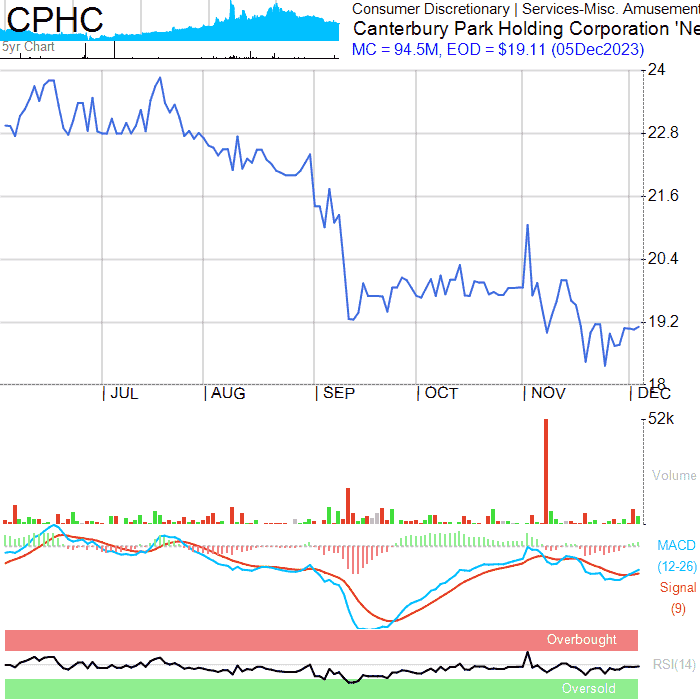 CPHC
Consumer Discretionary | Services-Misc. Amusement
Canterbury Park Holding Corporation 'Ne
5yr Chart
MC = 94.5M, EOD = $19.11 (05Dec2023)
24
22.8
21.6
20.4
19.2
18
| JUL | AUG | SEP | OCT | NOV | DEC
52k
Volume
MACD
(12-26)
Signal
(9)
Overbought
RSI(14)
Oversold